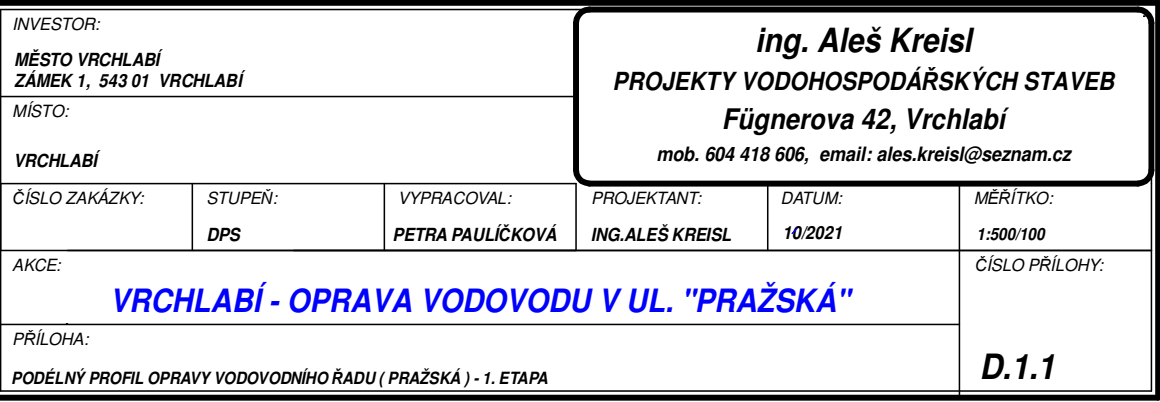 INVESTOR:
MĚSTO VRCHLABÍ
ZÁMEK 1, 543 01 VRCHLABÍ
ing. Aleš Kreisl
PROJEKTY VODOHOSPODÁŘSKÝCH STAVEB
Fügnerova 42, Vrchlabí
mob. 604 418 606, email: ales.kreisl@seznam.cz
MÍSTO:
VRCHLABÍ
ČÍSLO ZAKÁZKY:
STUPEŇ:
DPS
VYPRACOVAL:
PETRA PAULÍČKOVÁ
PROJEKTANT:
ING.ALEŠ KREISL
DATUM:
10/2021
MĚŘÍTKO:
1:500/100
AKCE:
VRCHLABÍ - OPRAVA VODOVODU V UL. "PRAŽSKÁ"
ČÍSLO PŘÍLOHY:
D.1.1
PŘÍLOHA:
PODÉLNÝ PROFIL OPRAVY VODOVODNÍHO ŘADU ( PRAŽSKÁ ) - 1. ETAPA